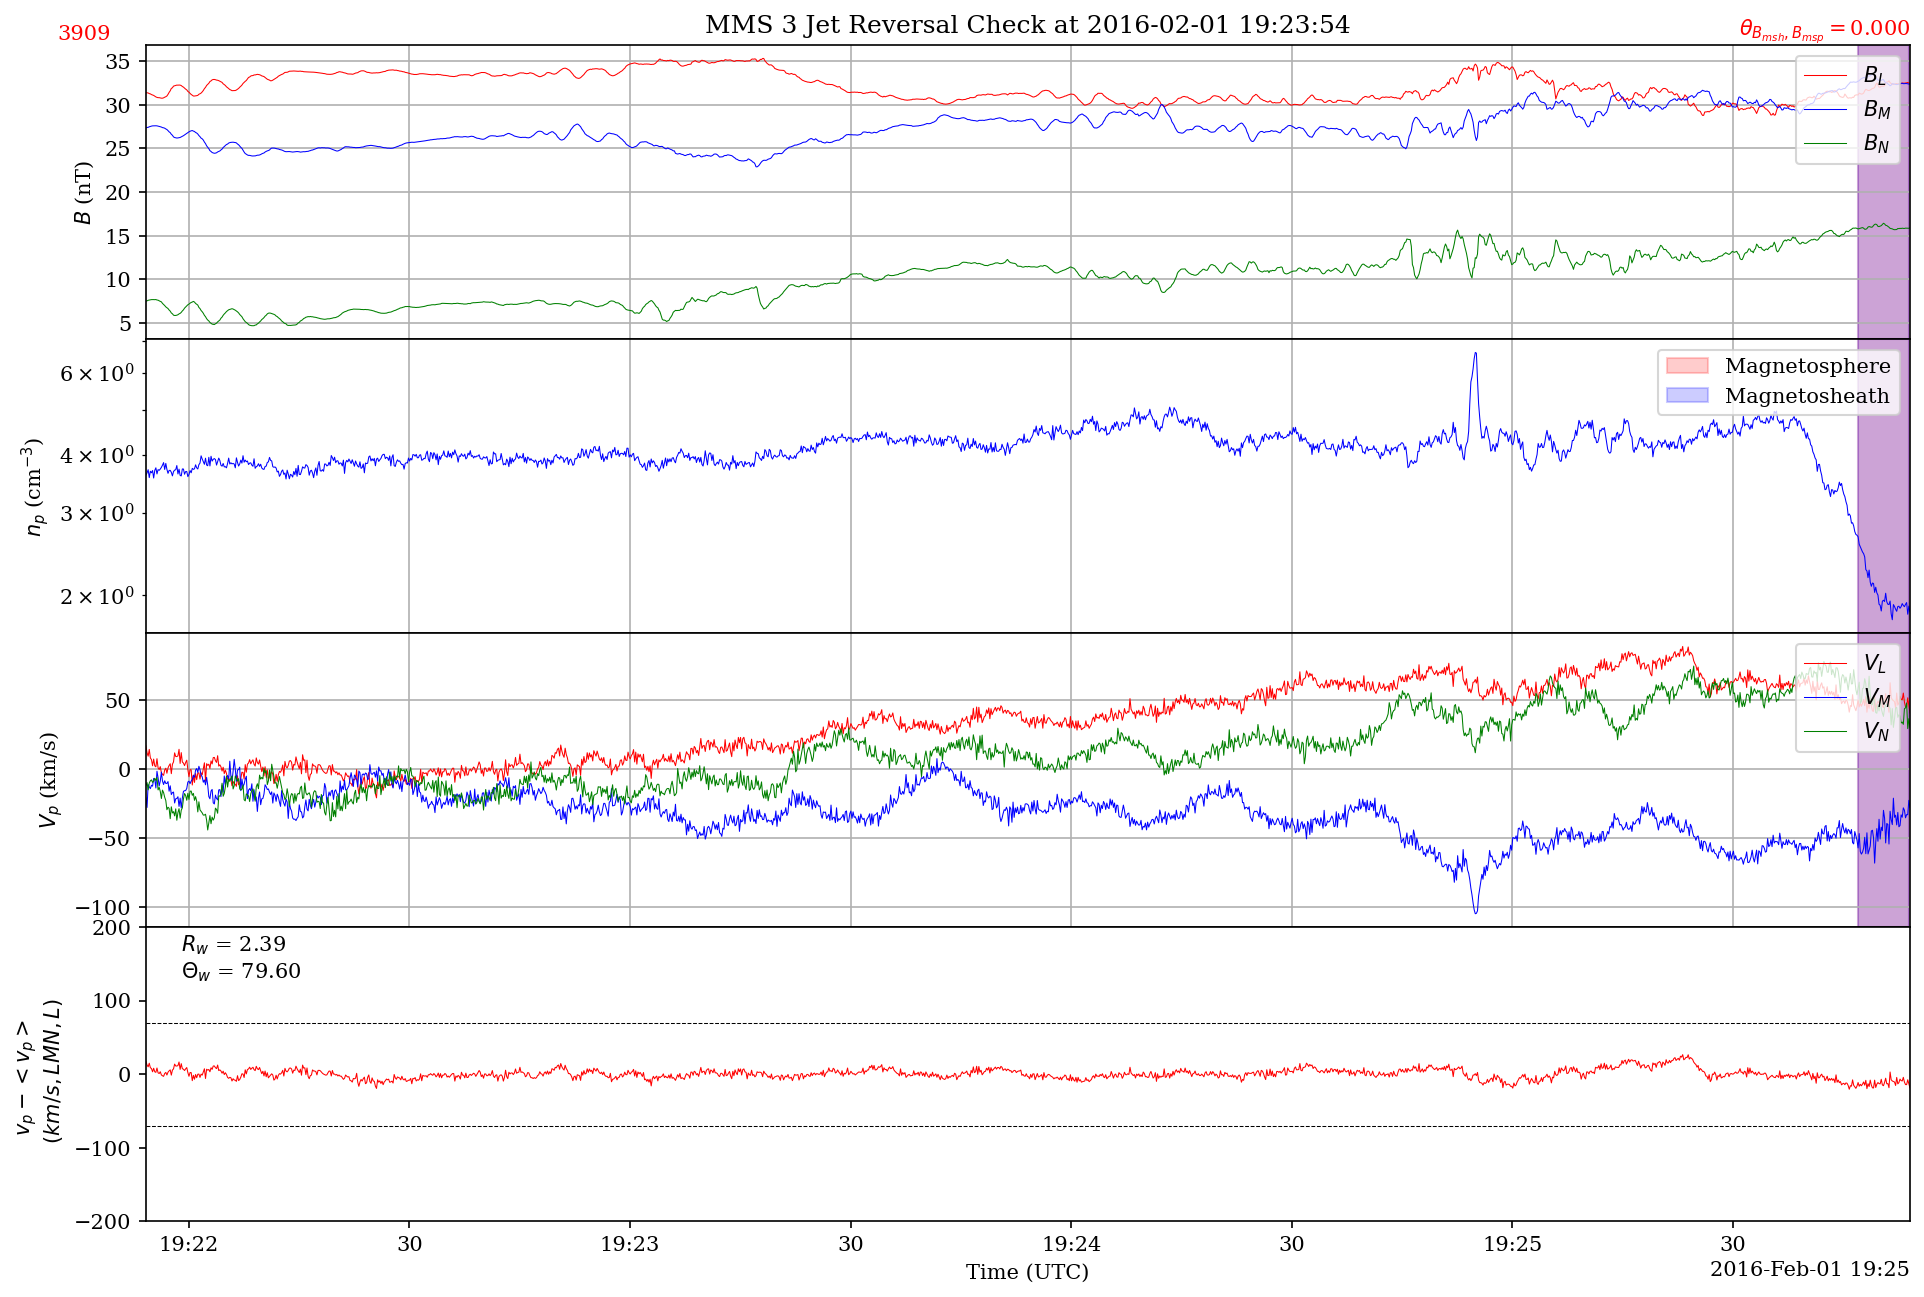 MMS 3 Jet Reversal Check at 2016-02-01 19:23:54
3909
θ_{B_{msh}, B_{msp}} = 0.000
35
30
25
20
15
10
5
B (nT)
B_L
B_M
B_N
6 × 10^0
4 × 10^0
3 × 10^0
2 × 10^0
n_p (cm^{−3})
Magnetosphere
Magnetosheath
50
0
−50
−100
V_p (km/s)
V_L
V_M
V_N
200
100
0
−100
−200
v_p − < v_p >
(km/s, LMN, L)
R_w = 2.39
Θ_w = 79.60
19:22 30 19:23 30 19:24 30 19:25 30
Time (UTC)
2016-Feb-01 19:25